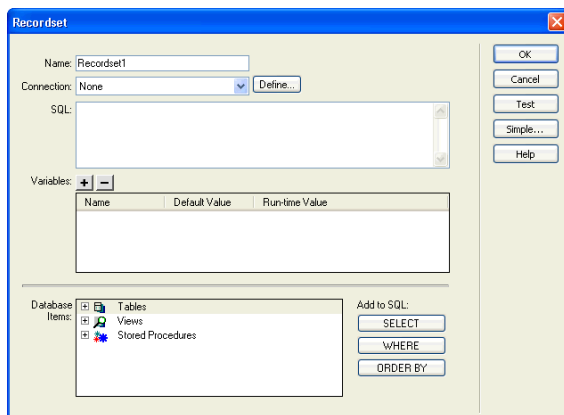 Recordset
Name: Recordset1
Connection: None Define...
SQL:
Variables: + −
Name Default Value Run-time Value
Database Items:
Tables
Views
Stored Procedures
Add to SQL:
SELECT
WHERE
ORDER BY
OK
Cancel
Test
Simple...
Help